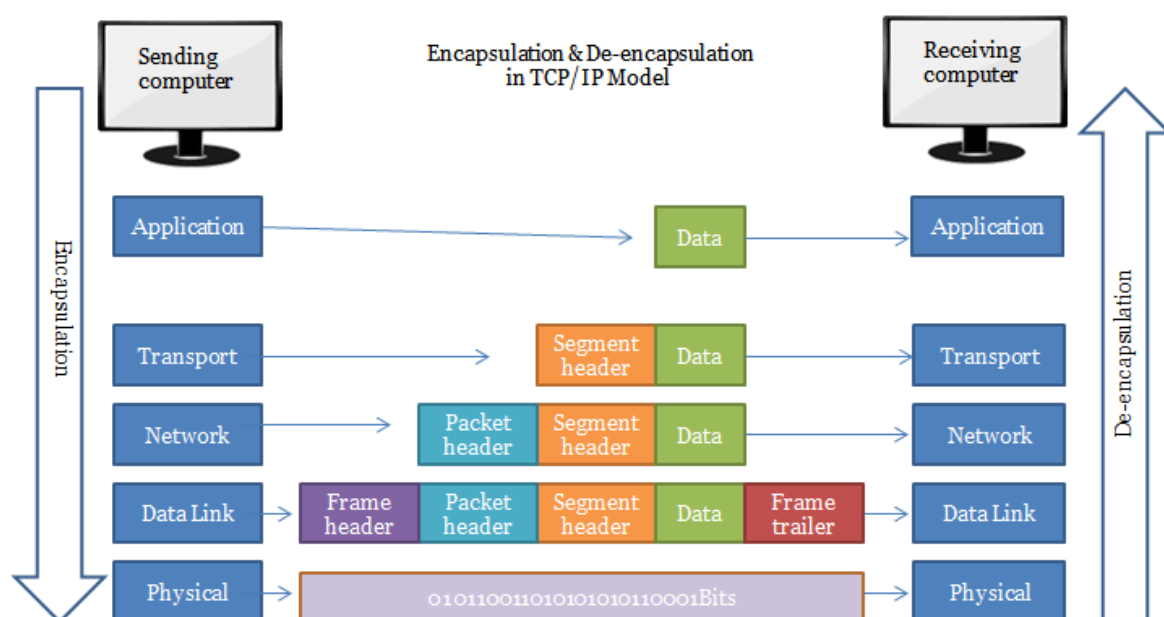 Sending
computer
Encapsulation & De-encapsulation
in TCP/IP Model
Receiving
computer
Encapsulation
De-encapsulation
Application
Data
Application
Transport
Segment
header
Data
Transport
Network
Packet
header
Segment
header
Data
Network
Data Link
Frame
header
Packet
header
Segment
header
Data
Frame
trailer
Data Link
Physical
010110011010101010110001Bits
Physical